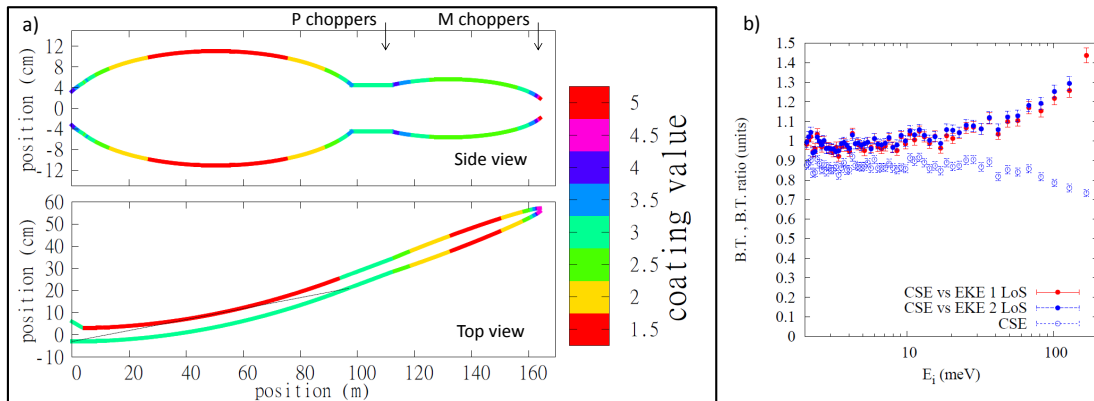 a)
P choppers
M choppers
position (cm)
12
8
4
0
-4
-8
-12
Side view
position (cm)
60
50
40
30
20
10
0
-10
Top view
0 20 40 60 80 100 120 140 160
position (m)
5
4.5
4
3.5
3
2.5
2
1.5
coating value
b)
B.T., B.T. ratio (units)
1.5
1.4
1.3
1.2
1.1
1
0.9
0.8
0.7
0.6
0.5
0.4
0.3
0.2
0.1
0
CSE vs EKE 1 LoS
CSE vs EKE 2 LoS
CSE
10 100
Ei (meV)